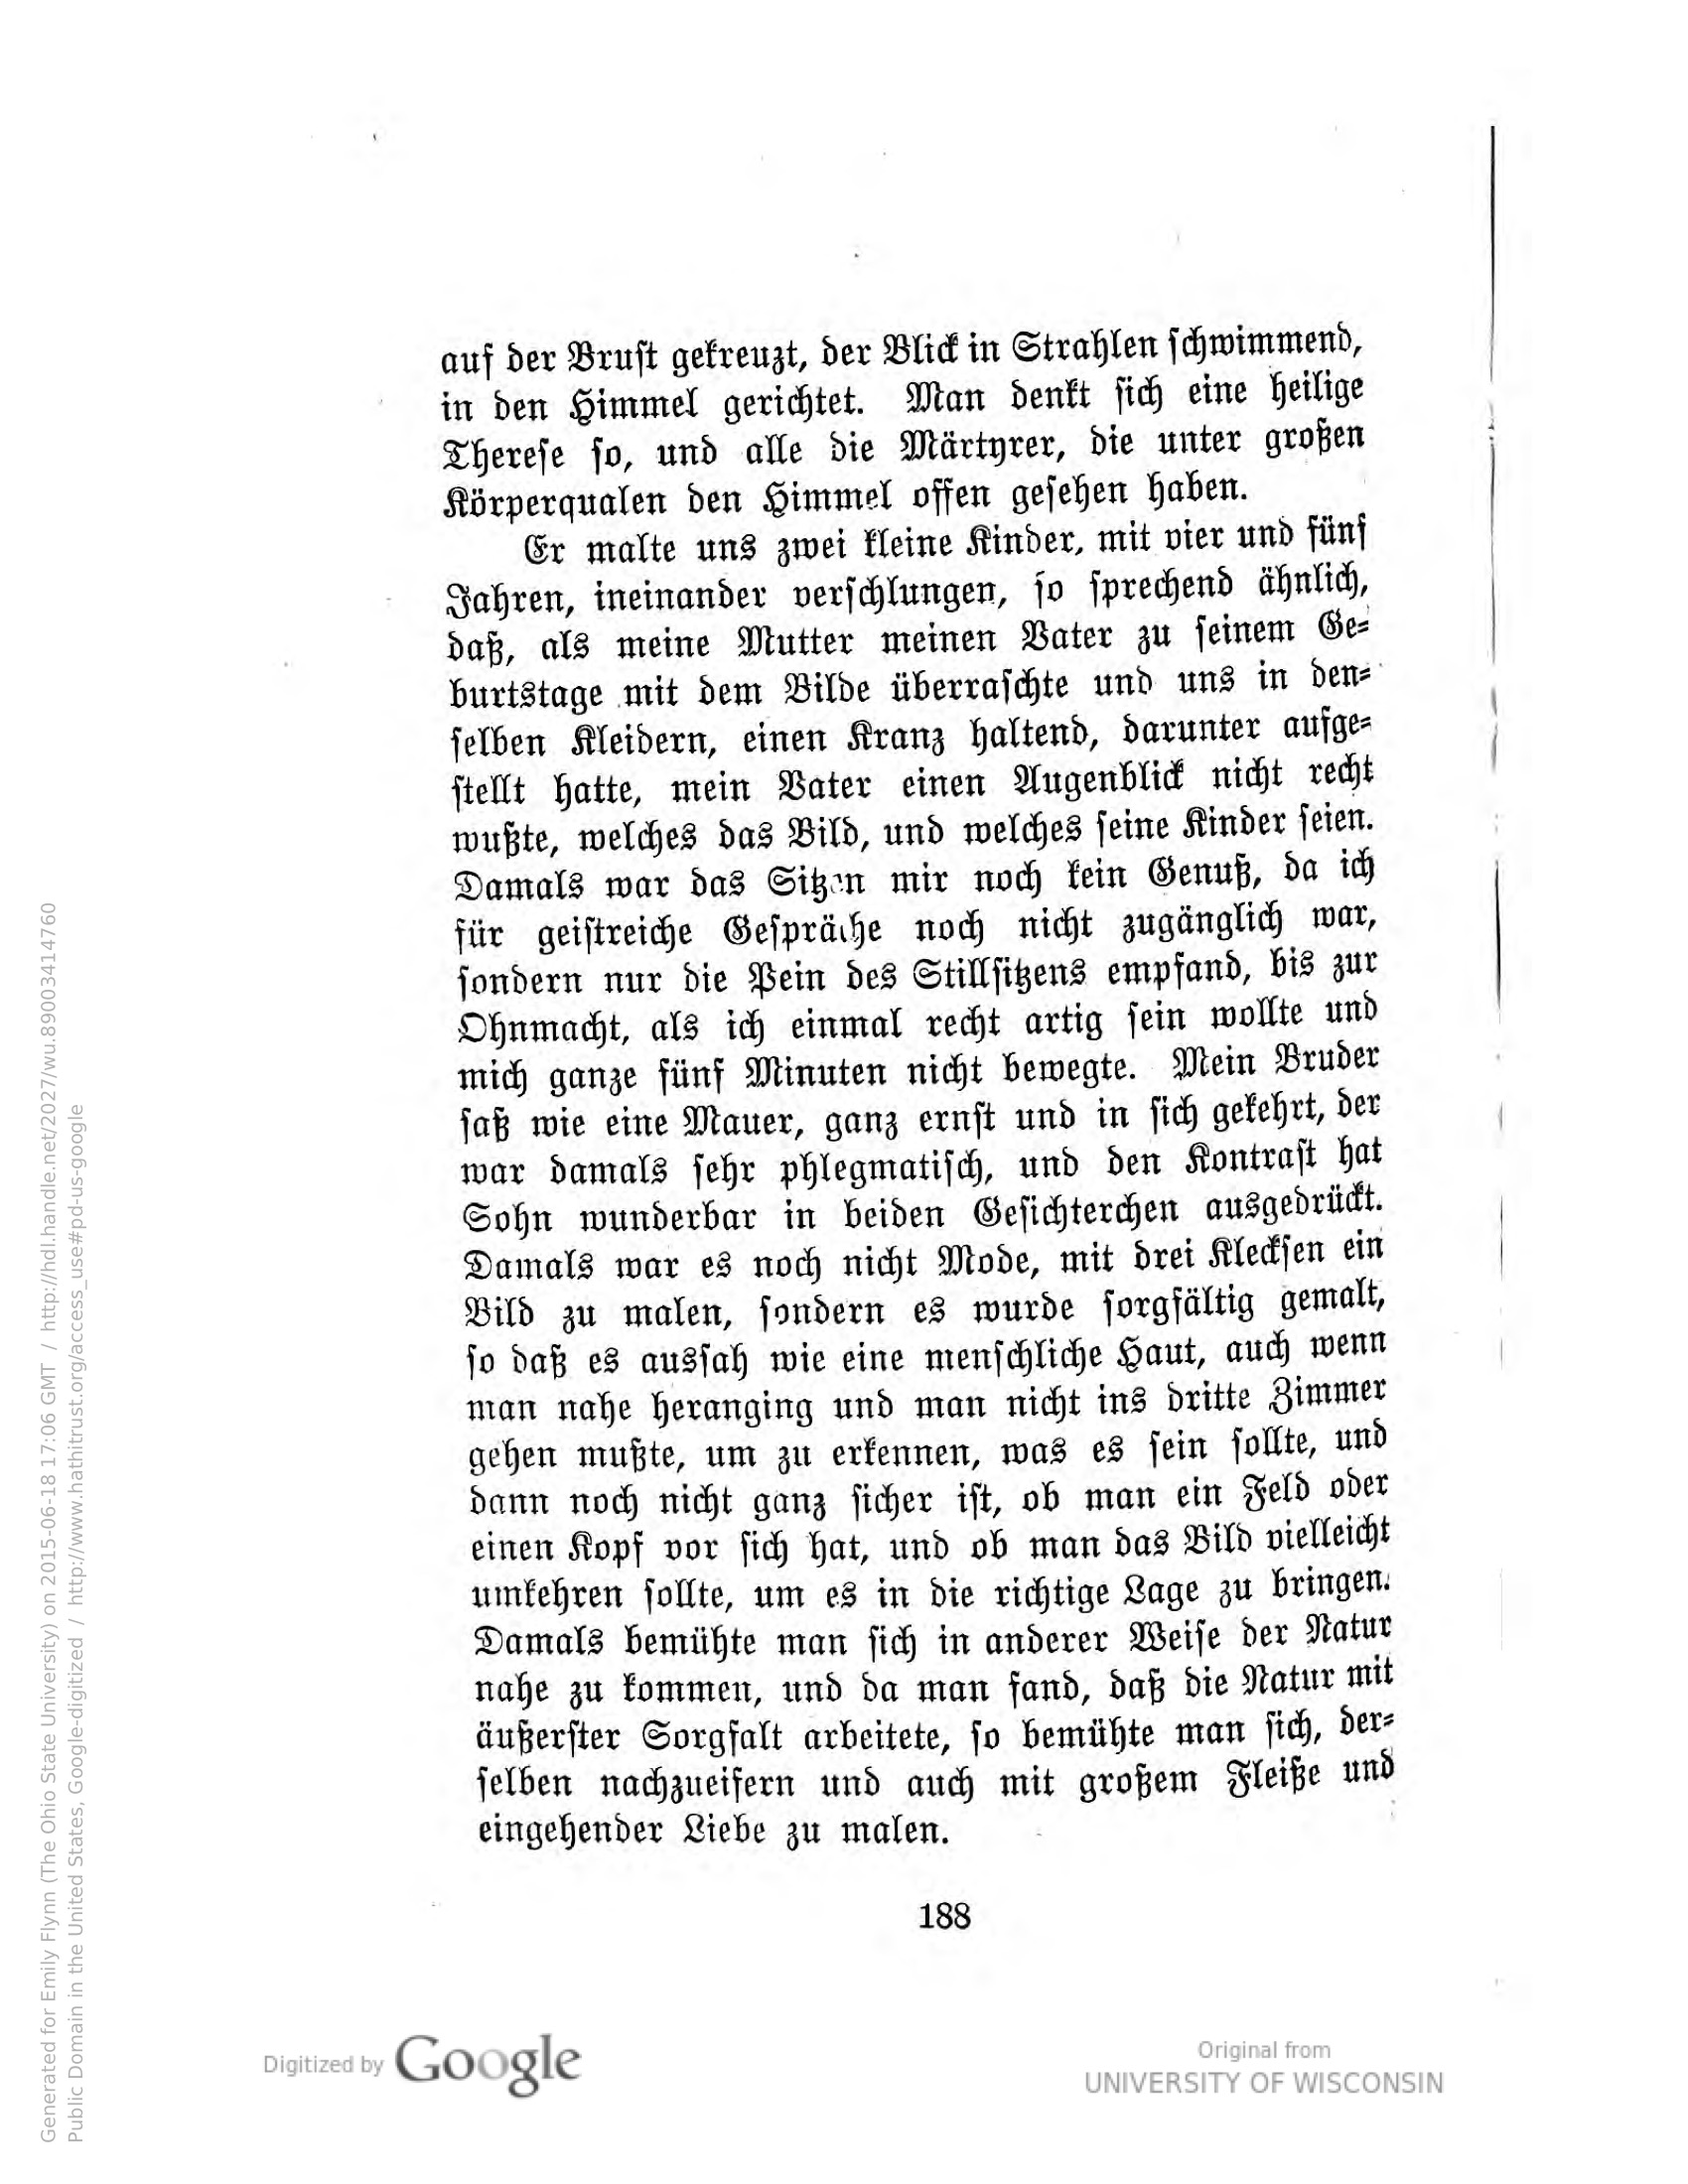 auf der Brust gekreuzt, der Blick in Strahlen schwimmend,
in den Himmel gerichtet. Man denkt sich eine heilige
Therese so, und alle die Märtyrer, die unter großen
Körperqualen den Himmel offen gesehen haben.
Er malte uns zwei kleine Kinder, mit vier und fünf
Jahren, ineinander verschlungen, so sprechend ähnlich,
daß, als meine Mutter meinen Vater zu seinem Ge-
burtstage mit dem Bilde überraschte und uns in den-
selben Kleidern, einen Kranz haltend, darunter aufge-
stellt hatte, mein Vater einen Augenblick nicht recht
wußte, welches das Bild, und welches seine Kinder seien.
Damals war das Sitzen mir noch kein Genuß, da ich
für geistreiche Gespräche noch nicht zugänglich war,
sondern nur die Pein des Stillsitzens empfand, bis zur
Ohnmacht, als ich einmal recht artig sein wollte und
mich ganze fünf Minuten nicht bewegte. Mein Bruder
saß wie eine Mauer, ganz ernst und in sich gekehrt, der
war damals sehr phlegmatisch, und den Kontrast hat
Sohn wunderbar in beiden Gesichterchen ausgedrückt.
Damals war es noch nicht Mode, mit drei Klecksen ein
Bild zu malen, sondern es wurde sorgfältig gemalt,
so daß es aussah wie eine menschliche Haut, auch wenn
man nahe heranging und man nicht ins dritte Zimmer
gehen mußte, um zu erkennen, was es sein sollte, und
dann noch nicht ganz sicher ist, ob man ein Feld oder
einen Kopf vor sich hat, und ob man das Bild vielleicht
umkehren sollte, um es in die richtige Lage zu bringen.
Damals bemühte man sich in anderer Weise der Natur
nahe zu kommen, und da man fand, daß die Natur mit
äußerster Sorgfalt arbeitete, so bemühte man sich, der-
selben nachzueifern und auch mit großem Fleiße und
eingehender Liebe zu malen.
188
Generated for Emily Flynn (The Ohio State University) on 2015-06-18 17:06 GMT / http://hdl.handle.net/2027/wu.89003414760
Public Domain in the United States, Google-digitized / http://www.hathitrust.org/access_use#pd-us-google
Digitized by Google
Original from
UNIVERSITY OF WISCONSIN